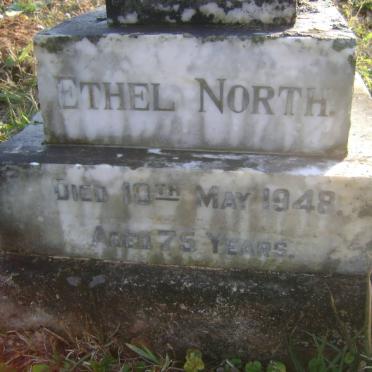 ETHEL NORTH.
DIED 10TH MAY 1948.
AGED 75 YEARS.